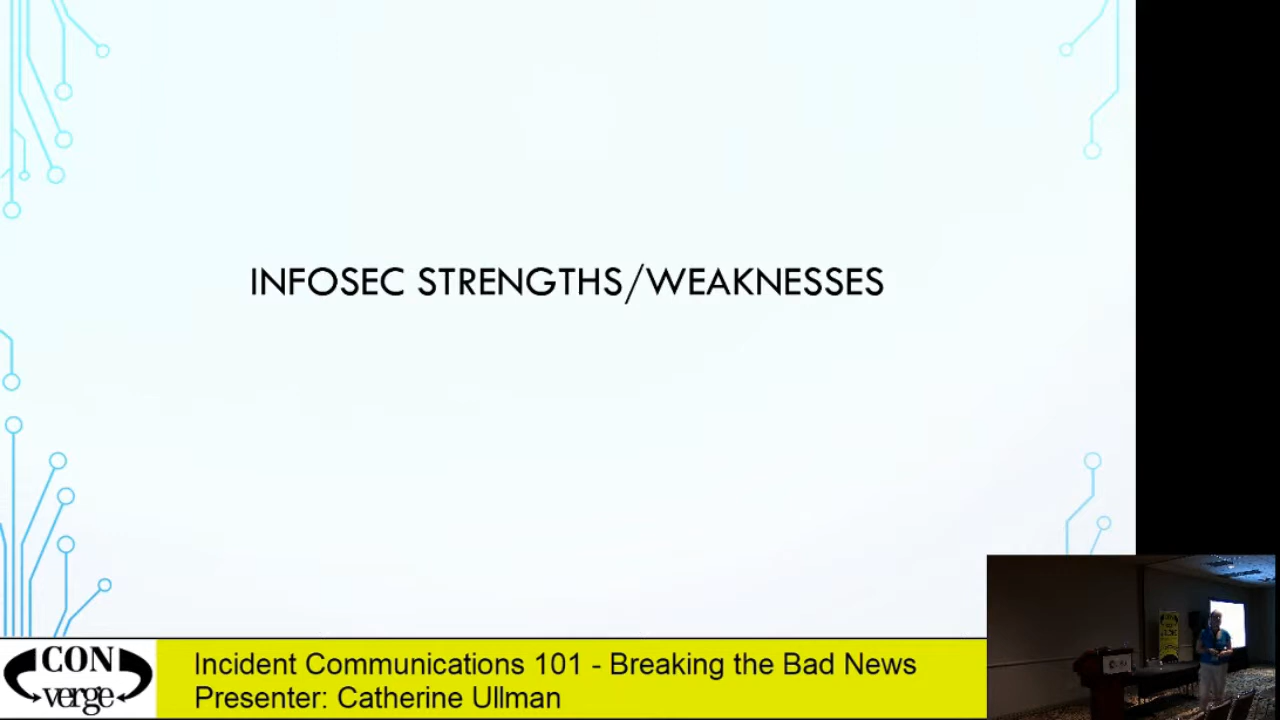 INFOSEC STRENGTHS/WEAKNESSES
CON
verge
Incident Communications 101 - Breaking the Bad News
Presenter: Catherine Ullman